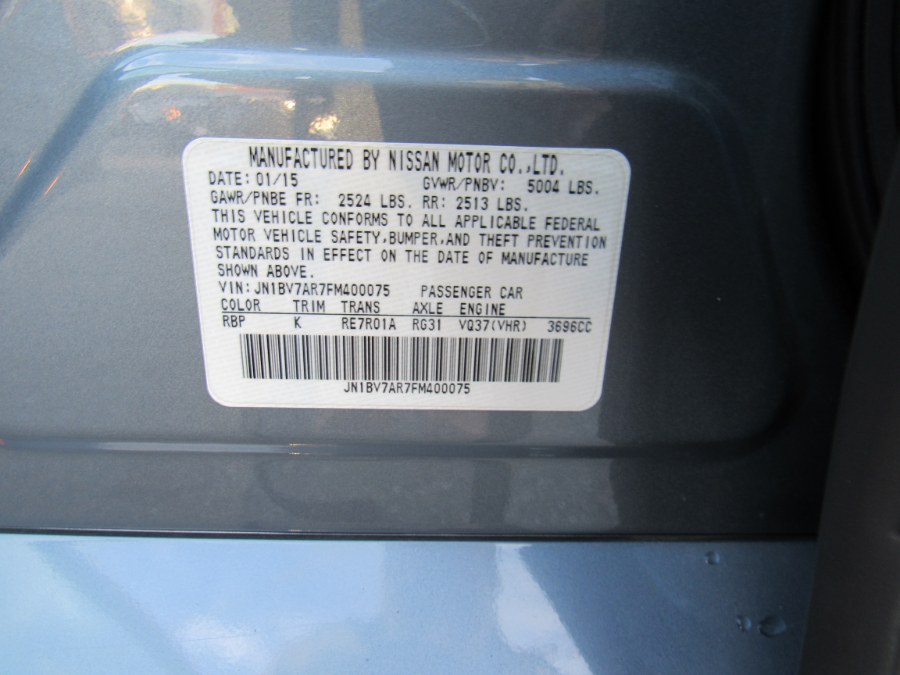 MANUFACTURED BY NISSAN MOTOR CO.,LTD.
DATE: 01/15 GVWR/PNBV: 5004 LBS.
GAWR/PNBE FR: 2524 LBS. RR: 2513 LBS.
THIS VEHICLE CONFORMS TO ALL APPLICABLE FEDERAL
MOTOR VEHICLE SAFETY,BUMPER,AND THEFT PREVENTION
STANDARDS IN EFFECT ON THE DATE OF MANUFACTURE
SHOWN ABOVE.
VIN: JN1BV7AR7FM400075 PASSENGER CAR
COLOR TRIM TRANS AXLE ENGINE
RBP K RE7R01A RG31 VQ37(VHR) 3696CC
JN1BV7AR7FM400075